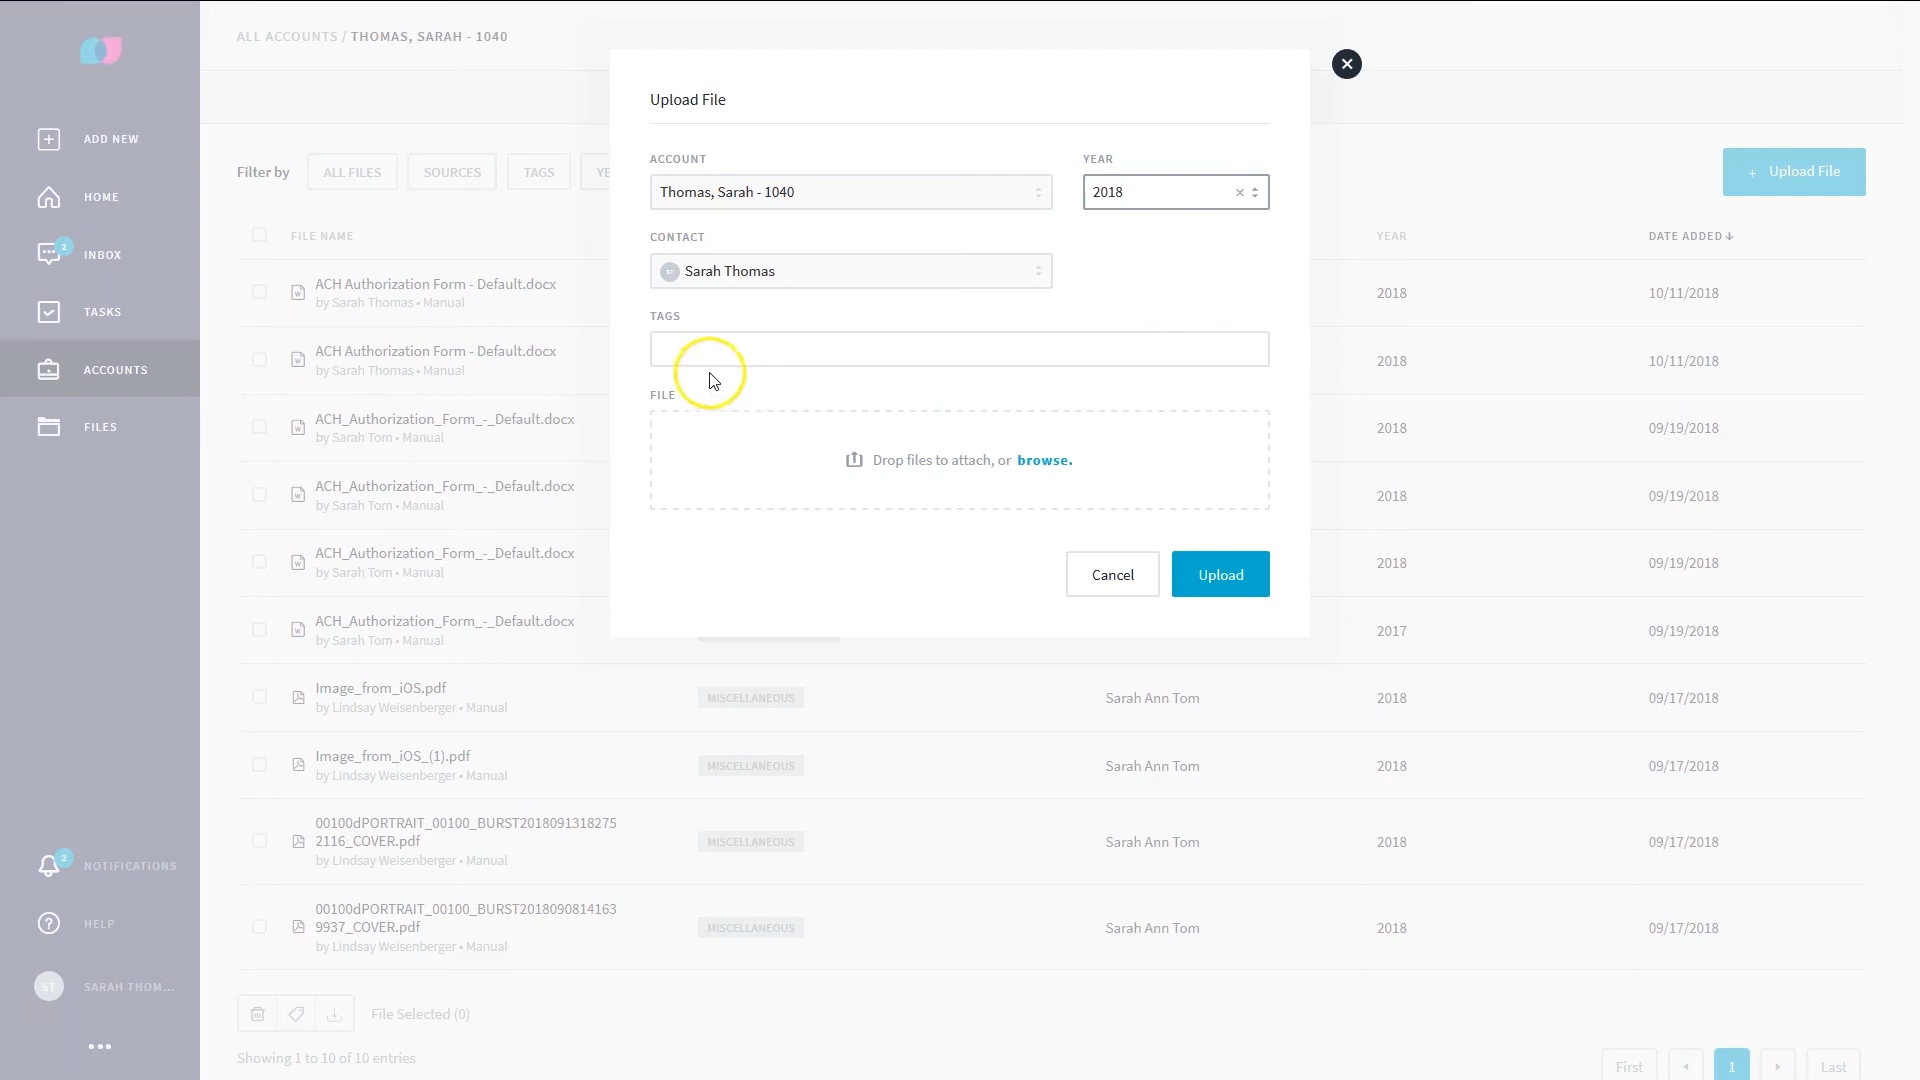 ALL ACCOUNTS / THOMAS, SARAH - 1040
ADD NEW
HOME
2
INBOX
TASKS
ACCOUNTS
FILES
2
NOTIFICATIONS
HELP
ST
SARAH THOM...
Upload File
ACCOUNT
YEAR
Thomas, Sarah - 1040
2018
CONTACT
ST
Sarah Thomas
TAGS
FILE
Drop files to attach, or browse.
Cancel
Upload
Filter by
ALL FILES
SOURCES
TAGS
YE
+ Upload File
FILE NAME
YEAR
DATE ADDED
ACH Authorization Form - Default.docx
by Sarah Thomas • Manual
2018
10/11/2018
ACH Authorization Form - Default.docx
by Sarah Thomas • Manual
2018
10/11/2018
ACH_Authorization_Form_-_Default.docx
by Sarah Tom • Manual
2018
09/19/2018
ACH_Authorization_Form_-_Default.docx
by Sarah Tom • Manual
2018
09/19/2018
ACH_Authorization_Form_-_Default.docx
by Sarah Tom • Manual
2018
09/19/2018
ACH_Authorization_Form_-_Default.docx
by Sarah Tom • Manual
2017
09/19/2018
Image_from_iOS.pdf
by Lindsay Weisenberger • Manual
MISCELLANEOUS
Sarah Ann Tom
2018
09/17/2018
Image_from_iOS_(1).pdf
by Lindsay Weisenberger • Manual
MISCELLANEOUS
Sarah Ann Tom
2018
09/17/2018
00100dPORTRAIT_00100_BURST2018091318275
2116_COVER.pdf
by Lindsay Weisenberger • Manual
MISCELLANEOUS
Sarah Ann Tom
2018
09/17/2018
00100dPORTRAIT_00100_BURST2018090814163
9937_COVER.pdf
by Lindsay Weisenberger • Manual
MISCELLANEOUS
Sarah Ann Tom
2018
09/17/2018
File Selected (0)
Showing 1 to 10 of 10 entries
First
1
Last